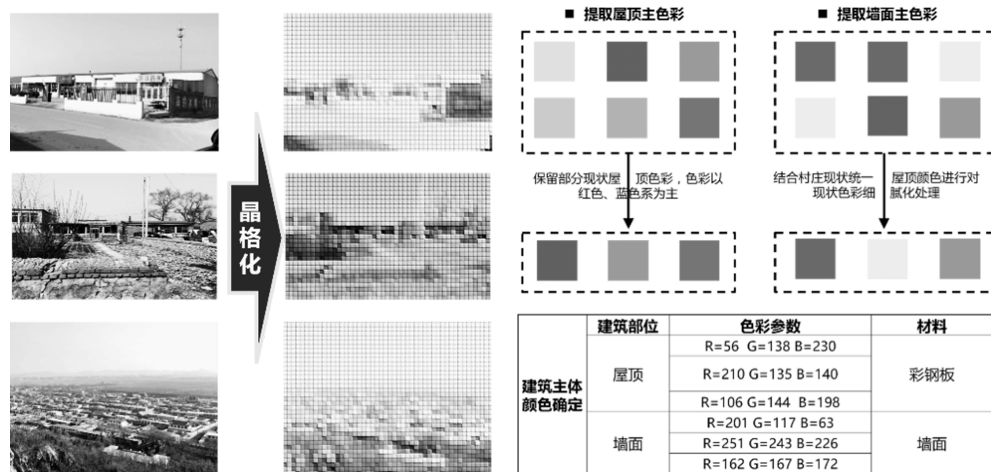 ■ 提取屋顶主色彩
■ 提取墙面主色彩
晶格化
保留部分现状屋 顶色彩，色彩以
红色、蓝色系为主
结合村庄现状统一 屋顶颜色进行对
现状色彩细 腻化处理
建筑部位 色彩参数 材料
建筑主体
颜色确定
屋顶
R=56 G=138 B=230
R=210 G=135 B=140
R=106 G=144 B=198
彩钢板
墙面
R=201 G=117 B=63
R=251 G=243 B=226
R=162 G=167 B=172
墙面